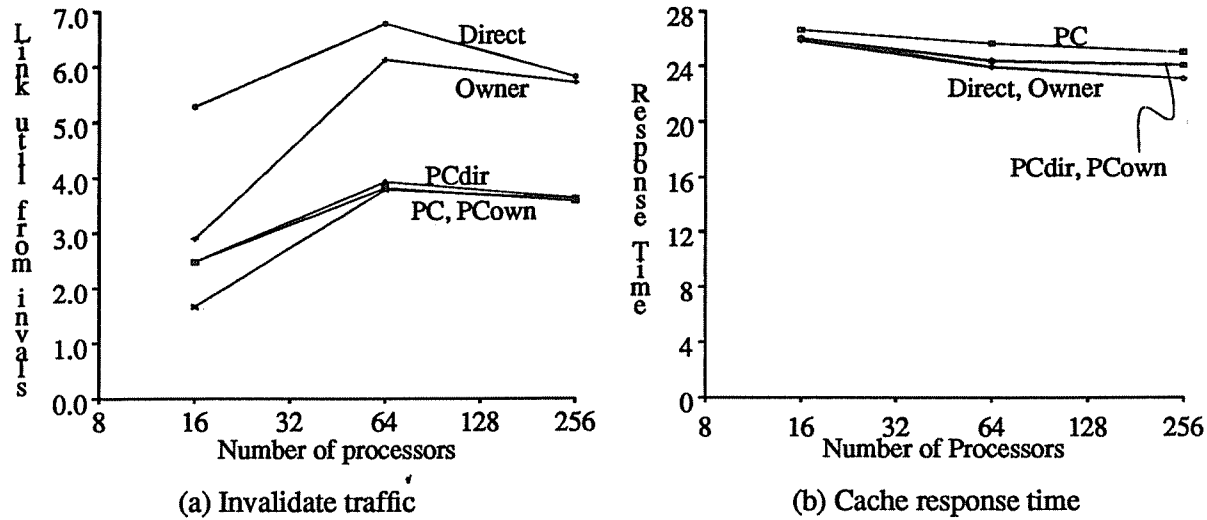 Link util from invals
7.0
6.0
5.0
4.0
3.0
2.0
1.0
0.0
8 16 32 64 128 256
Number of processors
Direct
Owner
PCdir
PC, PCown
(a) Invalidate traffic
Response Time
28
24
20
16
12
8
4
0
8 16 32 64 128 256
Number of Processors
PC
Direct, Owner
PCdir, PCown
(b) Cache response time